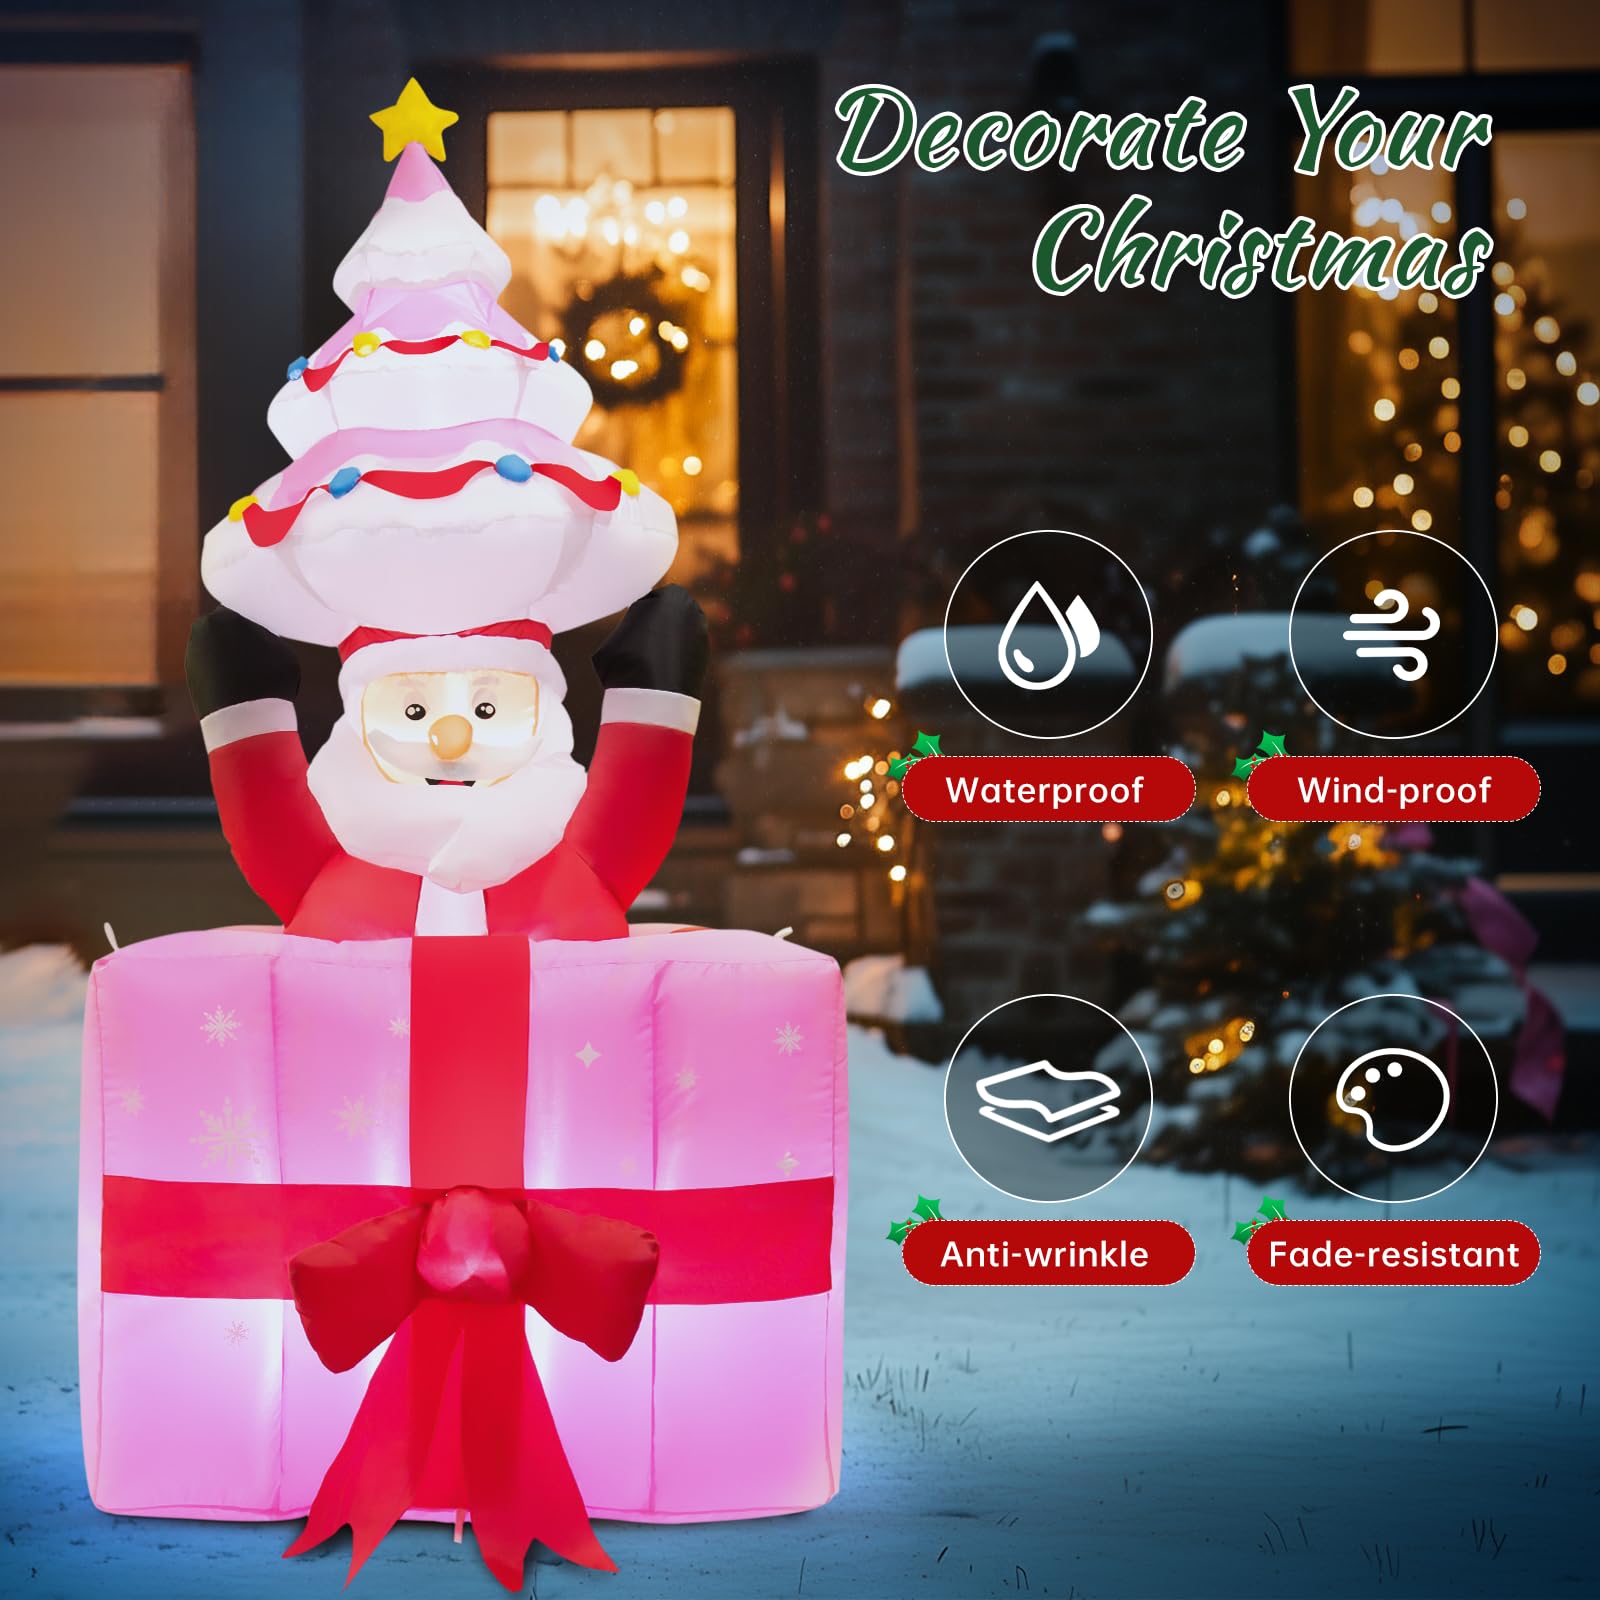 Decorate Your
Christmas
Waterproof
Wind-proof
Anti-wrinkle
Fade-resistant